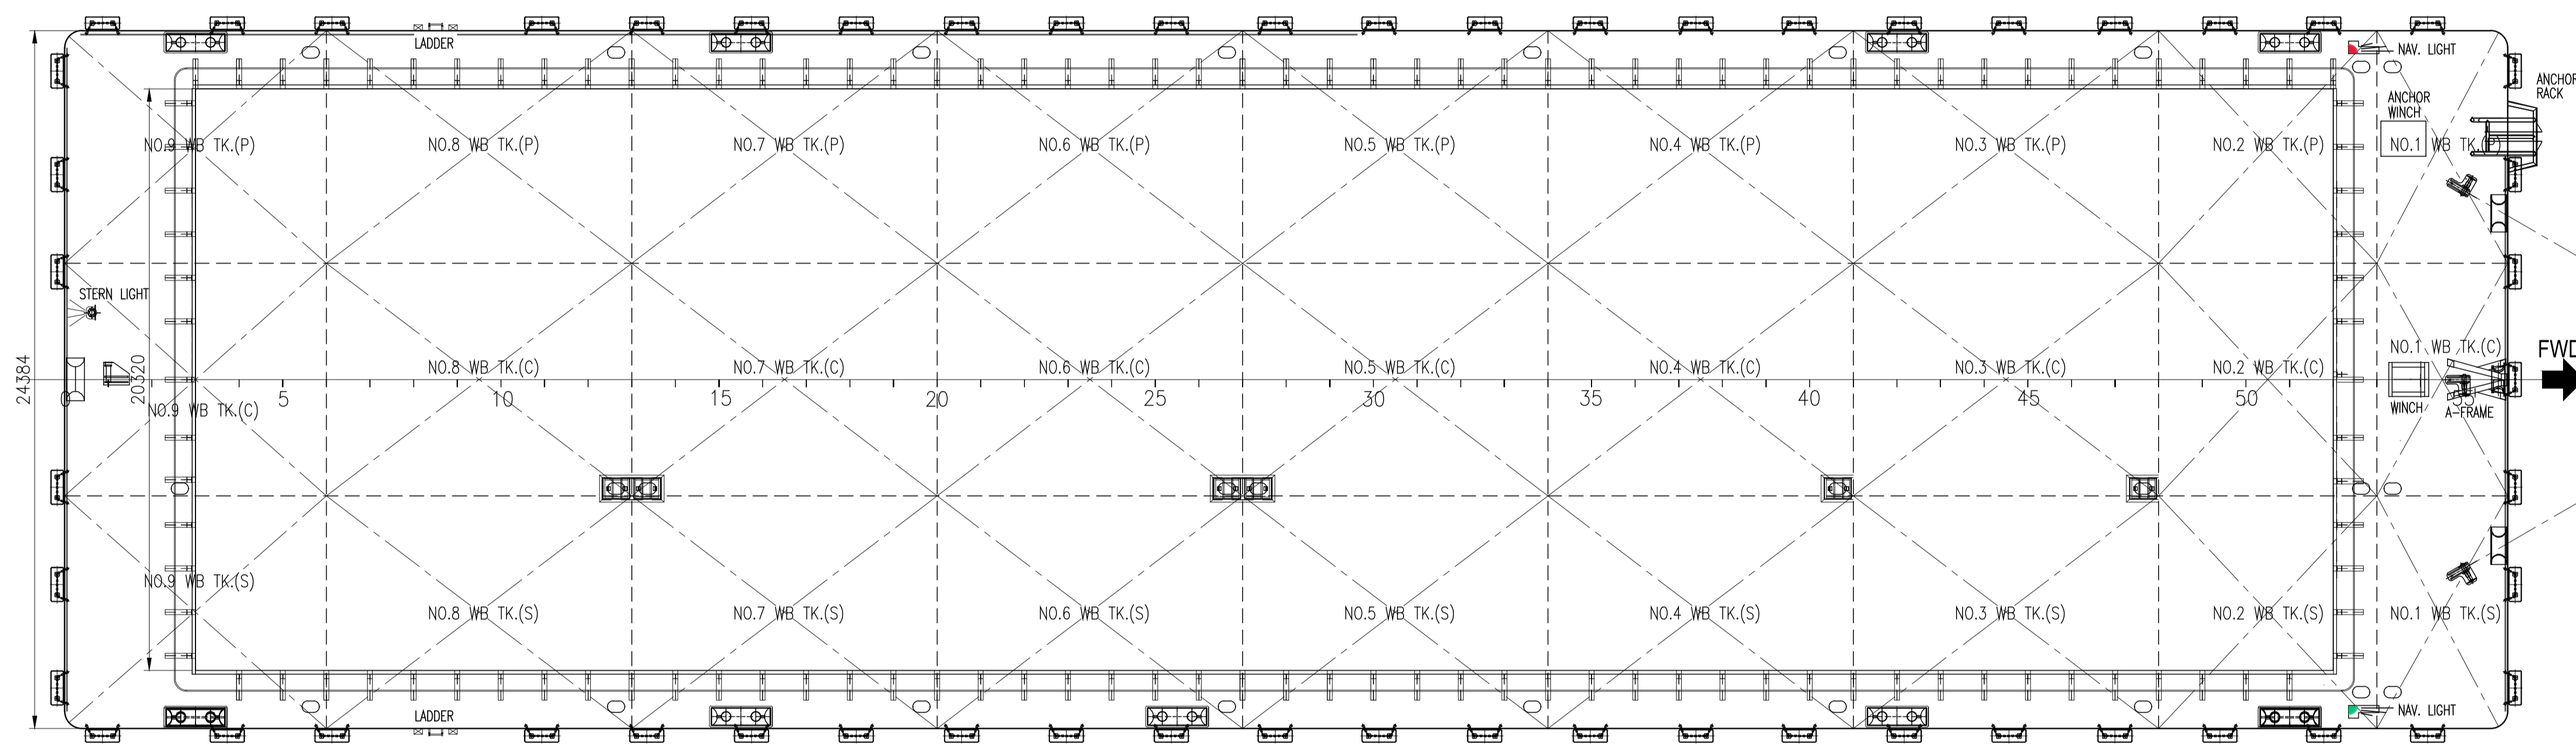 LADDER
NAV. LIGHT
ANCHOR
RACK
ANCHOR
WINCH
NO.9 WB TK.(P)
NO.8 WB TK.(P)
NO.7 WB TK.(P)
NO.6 WB TK.(P)
NO.5 WB TK.(P)
NO.4 WB TK.(P)
NO.3 WB TK.(P)
NO.2 WB TK.(P)
NO.1 WB TK.(P)
STERN LIGHT
24384
20320
NO.8 WB TK.(C)
NO.7 WB TK.(C)
NO.6 WB TK.(C)
NO.5 WB TK.(C)
NO.4 WB TK.(C)
NO.3 WB TK.(C)
NO.2 WB TK.(C)
NO.1 WB TK.(C)
FWD
0
5
10
15
20
25
30
35
40
45
50
55
NO.9 WB TK.(C)
WINCH
A-FRAME
NO.9 WB TK.(S)
NO.8 WB TK.(S)
NO.7 WB TK.(S)
NO.6 WB TK.(S)
NO.5 WB TK.(S)
NO.4 WB TK.(S)
NO.3 WB TK.(S)
NO.2 WB TK.(S)
NO.1 WB TK.(S)
LADDER
NAV. LIGHT